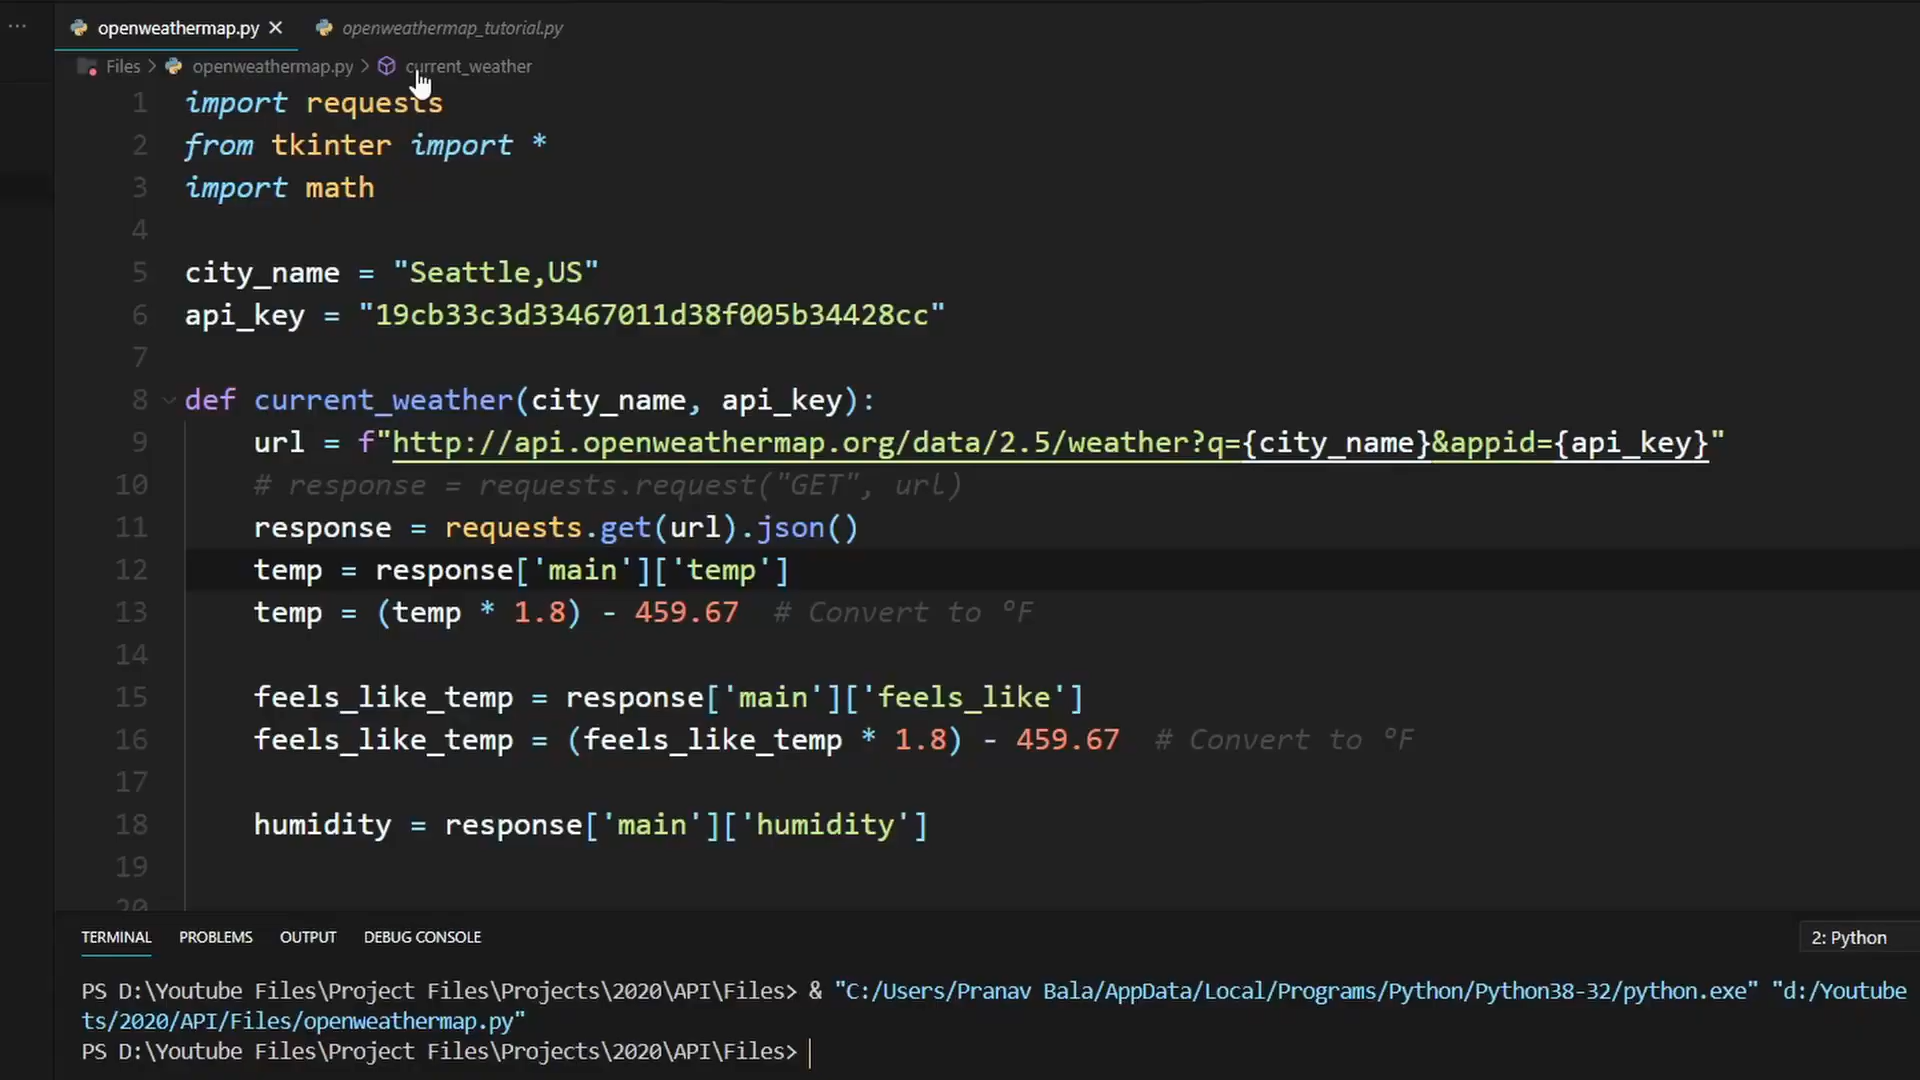 ··· openweathermap.py × openweathermap_tutorial.py
Files > openweathermap.py > current_weather
1 import requests
2 from tkinter import *
3 import math
4
5 city_name = "Seattle,US"
6 api_key = "19cb33c3d33467011d38f005b34428cc"
7
8 def current_weather(city_name, api_key):
9 url = f"http://api.openweathermap.org/data/2.5/weather?q={city_name}&appid={api_key}"
10 # response = requests.request("GET", url)
11 response = requests.get(url).json()
12 temp = response['main']['temp']
13 temp = (temp * 1.8) - 459.67 # Convert to °F
14
15 feels_like_temp = response['main']['feels_like']
16 feels_like_temp = (feels_like_temp * 1.8) - 459.67 # Convert to °F
17
18 humidity = response['main']['humidity']
19
20
TERMINAL PROBLEMS OUTPUT DEBUG CONSOLE 2: Python
PS D:\Youtube Files\Project Files\Projects\2020\API\Files> & "C:/Users/Pranav Bala/AppData/Local/Programs/Python/Python38-32/python.exe" "d:/Youtube
ts/2020/API/Files/openweathermap.py"
PS D:\Youtube Files\Project Files\Projects\2020\API\Files>